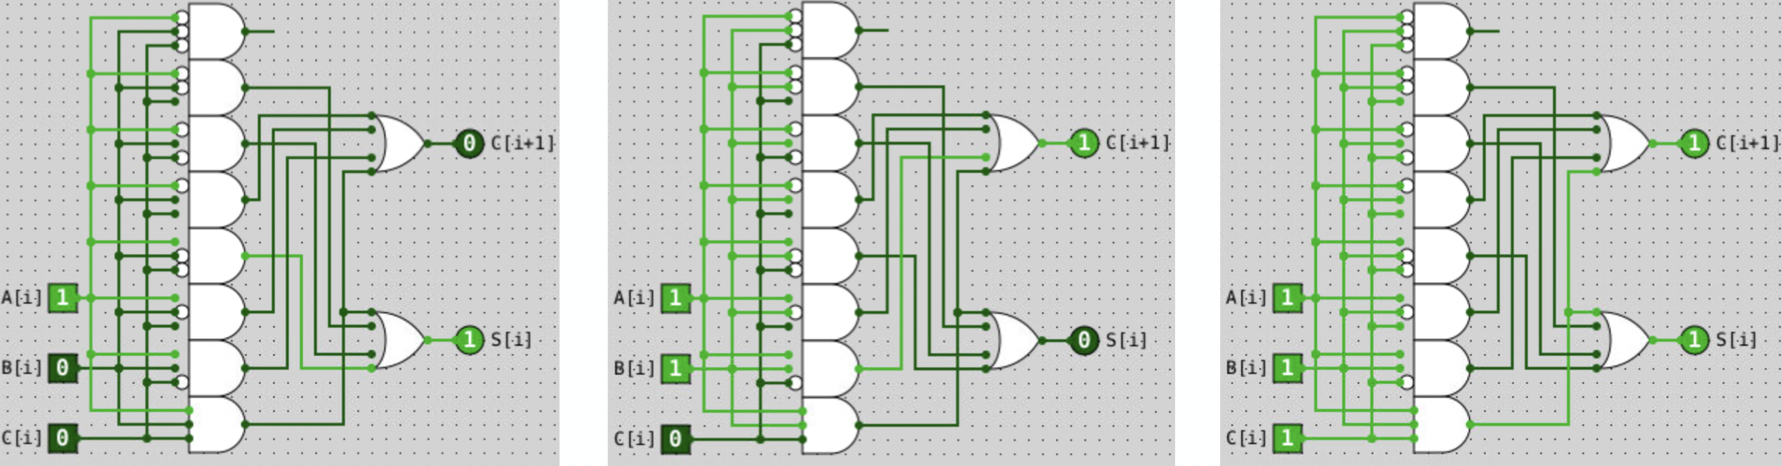 0 C[i+1]
A[i] 1
1 S[i]
B[i] 0
C[i] 0
1 C[i+1]
A[i] 1
0 S[i]
B[i] 1
C[i] 0
1 C[i+1]
A[i] 1
1 S[i]
B[i] 1
C[i] 1